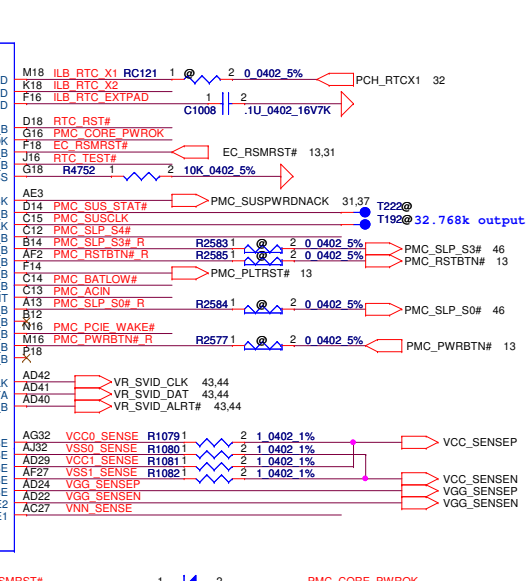 M18 ILB_RTC_X1 RC121 1 @ 2 0_0402_5% PCH_RTCX1 32
K18 ILB_RTC_X2
F16 ILB_RTC_EXTPAD 1 2
C1008 .1U_0402_16V7K
D18 RTC_RST#
G16 PMC_CORE_PWROK
F18 EC_RSMRST# EC_RSMRST# 13,31
J16 RTC_TEST#
G18 R4752 1 2 10K_0402_5%
AE3 PMC_SUSPWRDNACK 31,37
D14 PMC_SUS_STAT# T222@
C15 PMC_SUSCLK T192@ 32.768k output
C12 PMC_SLP_S4#
B14 PMC_SLP_S3#_R R2583 1 @ 2 0_0402_5% PMC_SLP_S3# 46
AF2 PMC_RSTBTN#_R R2585 1 @ 2 0_0402_5% PMC_RSTBTN# 13
F14 PMC_PLTRST# 13
C14 PMC_BATLOW#
C13 PMC_ACIN
A13 PMC_SLP_S0#_R R2584 1 @ 2 0_0402_5% PMC_SLP_S0# 46
B12
N16 PMC_PCIE_WAKE#
M16 PMC_PWRBTN#_R R2577 1 @ 2 0_0402_5% PMC_PWRBTN# 13
P18
AD42 VR_SVID_CLK 43,44
AD41 VR_SVID_DAT 43,44
AD40 VR_SVID_ALRT# 43,44
AG32 VCC0_SENSE R1079 1 2 1_0402_1% VCC_SENSEP
AJ32 VSS0_SENSE R1080 1 2 1_0402_1%
AD29 VCC1_SENSE R1081 1 2 1_0402_1%
AF27 VSS1_SENSE R1082 1 2 1_0402_1% VCC_SENSEN
AD24 VGG_SENSEP VGG_SENSEP
AD22 VGG_SENSEN VGG_SENSEN
AC27 VNN_SENSE